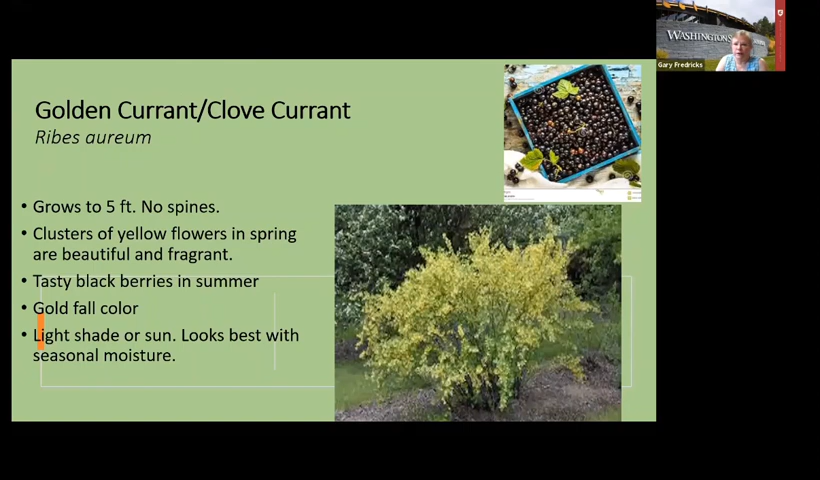 WASHINGTON S
Gary Fredricks
Golden Currant/Clove Currant
Ribes aureum
• Grows to 5 ft. No spines.
• Clusters of yellow flowers in spring
are beautiful and fragrant.
• Tasty black berries in summer
• Gold fall color
• Light shade or sun. Looks best with
seasonal moisture.